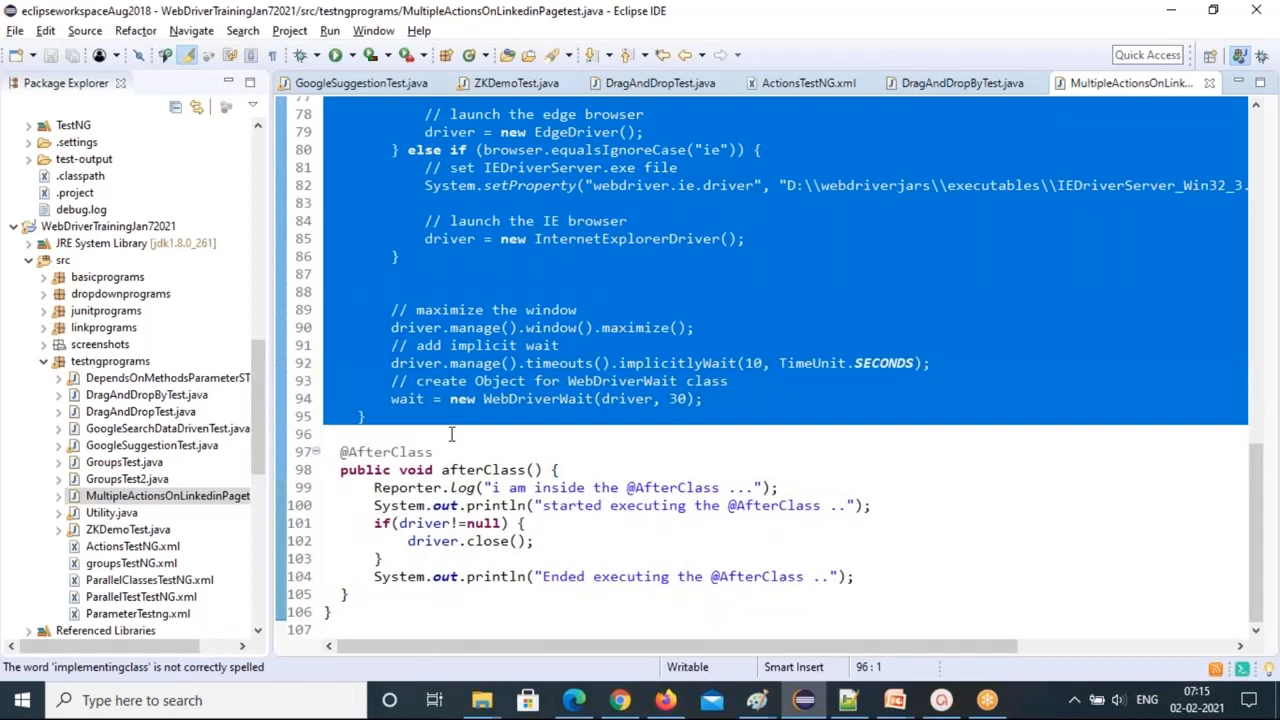 eclipseworkspaceAug2018 - WebDriverTrainingJan72021/src/testngprograms/MultipleActionsOnLinkedinPagetest.java - Eclipse IDE
File Edit Source Refactor Navigate Search Project Run Window Help
Quick Access
Package Explorer
GoogleSuggestionTest.java ZKDemoTest.java DragAndDropTest.java ActionsTestNG.xml DragAndDropByTest.java MultipleActionsOnLink...
TestNG
.settings
test-output
.classpath
.project
debug.log
WebDriverTrainingJan72021
JRE System Library [jdk1.8.0_261]
src
basicprograms
dropdownprograms
junitprograms
linkprograms
screenshots
testngprograms
DependsOnMethodsParameterST
DragAndDropByTest.java
DragAndDropTest.java
GoogleSearchDataDrivenTest.java
GoogleSuggestionTest.java
GroupsTest.java
GroupsTest2.java
MultipleActionsOnLinkedinPaget
Utility.java
ZKDemoTest.java
ActionsTestNG.xml
groupsTestNG.xml
ParallelClassesTestNG.xml
ParallelTestTestNG.xml
ParameterTestng.xml
Referenced Libraries
77
78 // launch the edge browser
79 driver = new EdgeDriver();
80 } else if (browser.equalsIgnoreCase("ie")) {
81 // set IEDriverServer.exe file
82 System.setProperty("webdriver.ie.driver", "D:\\webdriverjars\\executables\\IEDriverServer_Win32_3.
83
84 // launch the IE browser
85 driver = new InternetExplorerDriver();
86 }
87
88
89 // maximize the window
90 driver.manage().window().maximize();
91 // add implicit wait
92 driver.manage().timeouts().implicitlyWait(10, TimeUnit.SECONDS);
93 // create Object for WebDriverWait class
94 wait = new WebDriverWait(driver, 30);
95 }
96
97 @AfterClass
98 public void afterClass() {
99 Reporter.log("i am inside the @AfterClass ...");
100 System.out.println("started executing the @AfterClass ..");
101 if(driver!=null) {
102 driver.close();
103 }
104 System.out.println("Ended executing the @AfterClass ..");
105 }
106 }
107
The word 'implementingclass' is not correctly spelled
Writable Smart Insert 96 : 1
Type here to search
ENG
07:15
02-02-2021